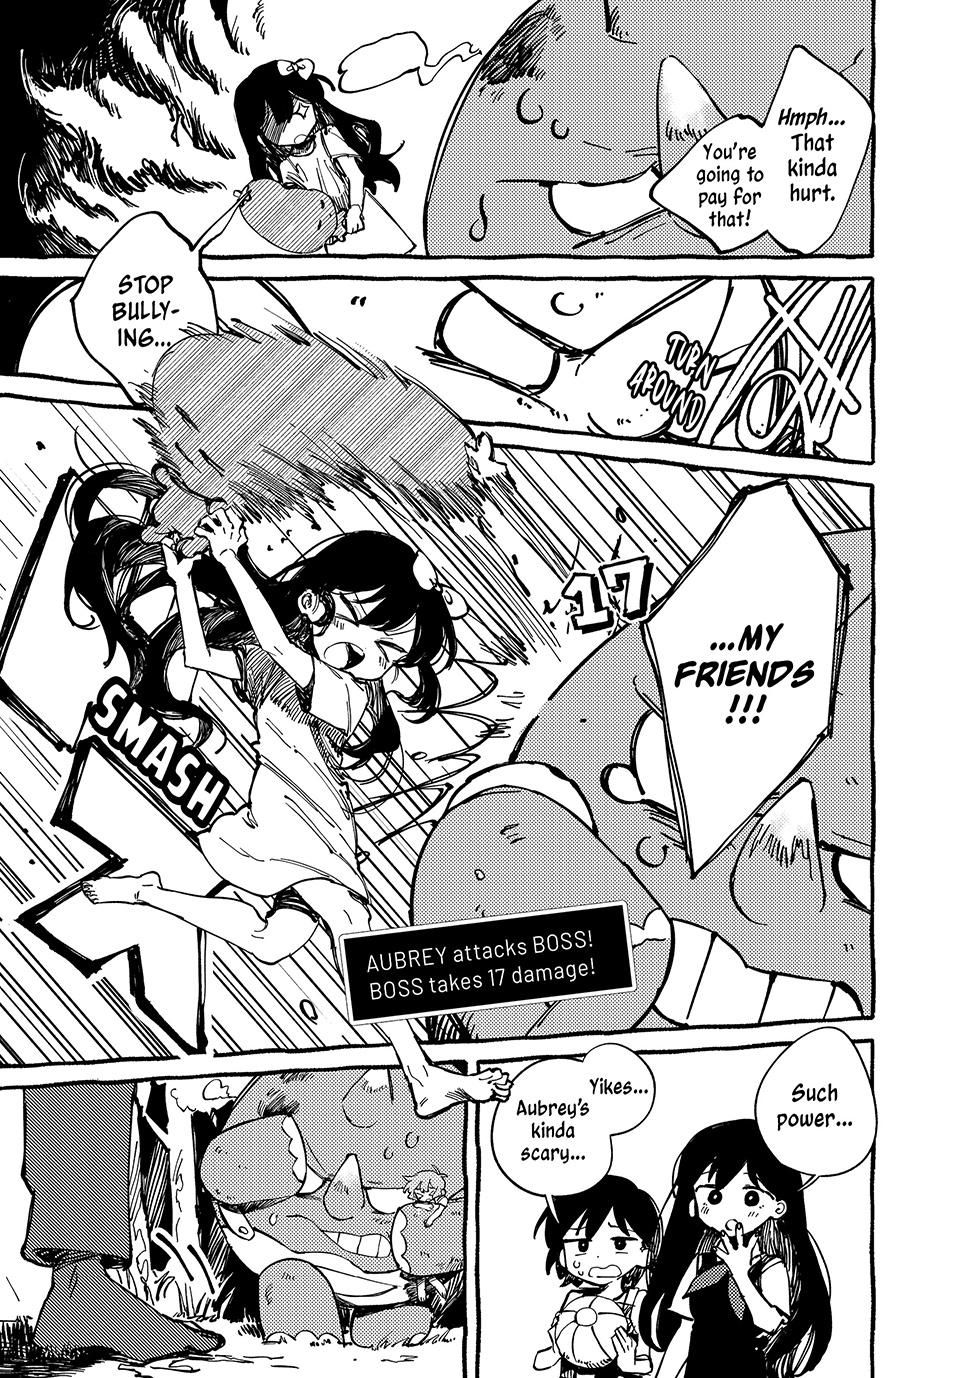 Hmph...
That
kinda
hurt.
You're
going to
pay for
that!
TURN
AROUND
STOP
BULLY-
ING...
17
...MY
FRIENDS
!!!
SMASH
AUBREY attacks BOSS!
BOSS takes 17 damage!
Such
power...
Yikes...
Aubrey's
kinda
scary...